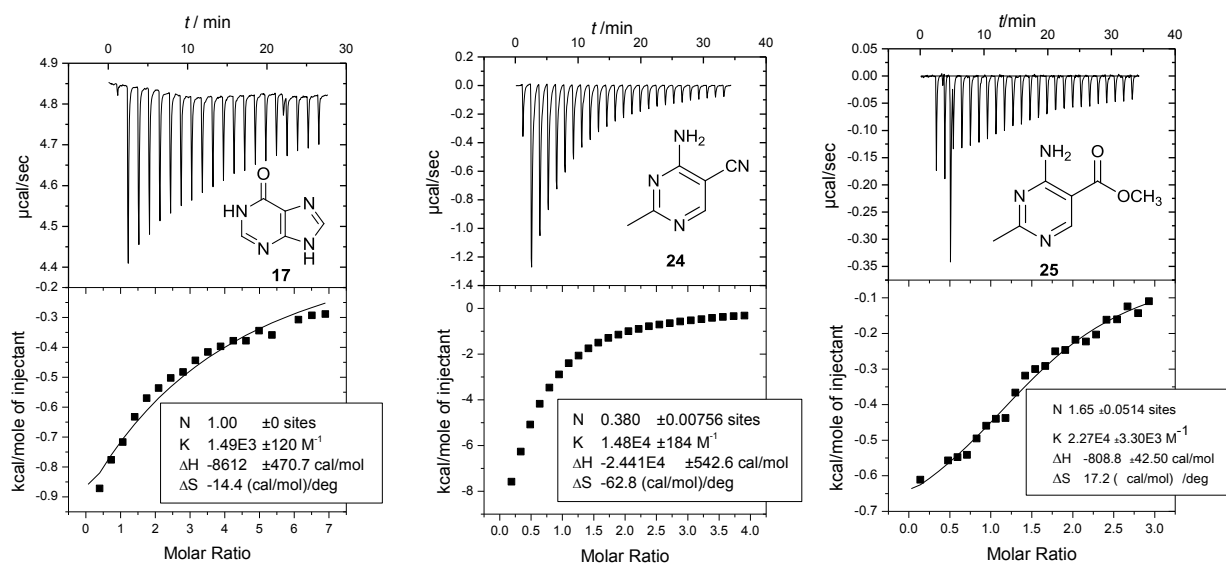 t / min
0 10 20 30
4.9
4.8
4.7
4.6
4.5
4.4
µcal/sec
O
HN
N
N
N
H
17
-0.2
-0.3
-0.4
-0.5
-0.6
-0.7
-0.8
-0.9
kcal/mole of injectant
N 1.00 ±0 sites
K 1.49E3 ±120 M⁻¹
ΔH -8612 ±470.7 cal/mol
ΔS -14.4 (cal/mol)/deg
0 1 2 3 4 5 6 7
Molar Ratio
t /min
0 10 20 30 40
0.2
0.0
-0.2
-0.4
-0.6
-0.8
-1.0
-1.2
-1.4
µcal/sec
NH₂
CN
N
N
24
0
-2
-4
-6
-8
kcal/mole of injectant
N 0.380 ±0.00756 sites
K 1.48E4 ±184 M⁻¹
ΔH -2.441E4 ±542.6 cal/mol
ΔS -62.8 (cal/mol)/deg
0.0 0.5 1.0 1.5 2.0 2.5 3.0 3.5 4.0
Molar Ratio
t/min
0 10 20 30 40
0.05
0.00
-0.05
-0.10
-0.15
-0.20
-0.25
-0.30
-0.35
µcal/sec
NH₂ O
N
OCH3
N
25
-0.1
-0.2
-0.3
-0.4
-0.5
-0.6
-0.7
kcal/mole of injectant
N 1.65 ±0.0514 sites
K 2.27E4 ±3.30E3 M⁻¹
ΔH -808.8 ±42.50 cal/mol
ΔS 17.2 ( cal/mol) /deg
0.0 0.5 1.0 1.5 2.0 2.5 3.0
Molar Ratio